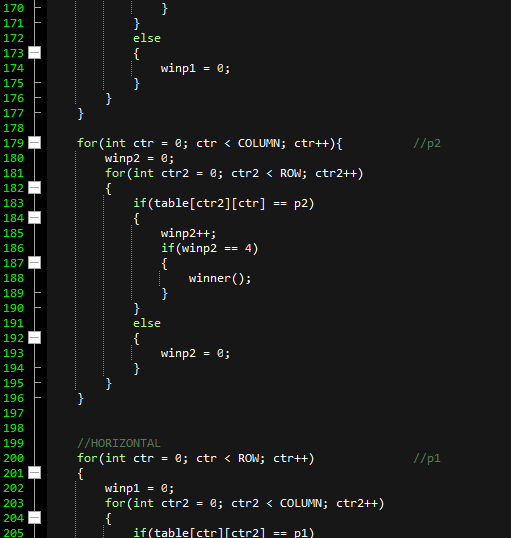 170 }
171 }
172 else
173 {
174 winp1 = 0;
175 }
176 }
177 }
178
179 for(int ctr = 0; ctr < COLUMN; ctr++){ //p2
180 winp2 = 0;
181 for(int ctr2 = 0; ctr2 < ROW; ctr2++)
182 {
183 if(table[ctr2][ctr] == p2)
184 {
185 winp2++;
186 if(winp2 == 4)
187 {
188 winner();
189 }
190 }
191 else
192 {
193 winp2 = 0;
194 }
195 }
196 }
197
198
199 //HORIZONTAL
200 for(int ctr = 0; ctr < ROW; ctr++) //p1
201 {
202 winp1 = 0;
203 for(int ctr2 = 0; ctr2 < COLUMN; ctr2++)
204 {
205 if(table[ctr][ctr2] == p1)